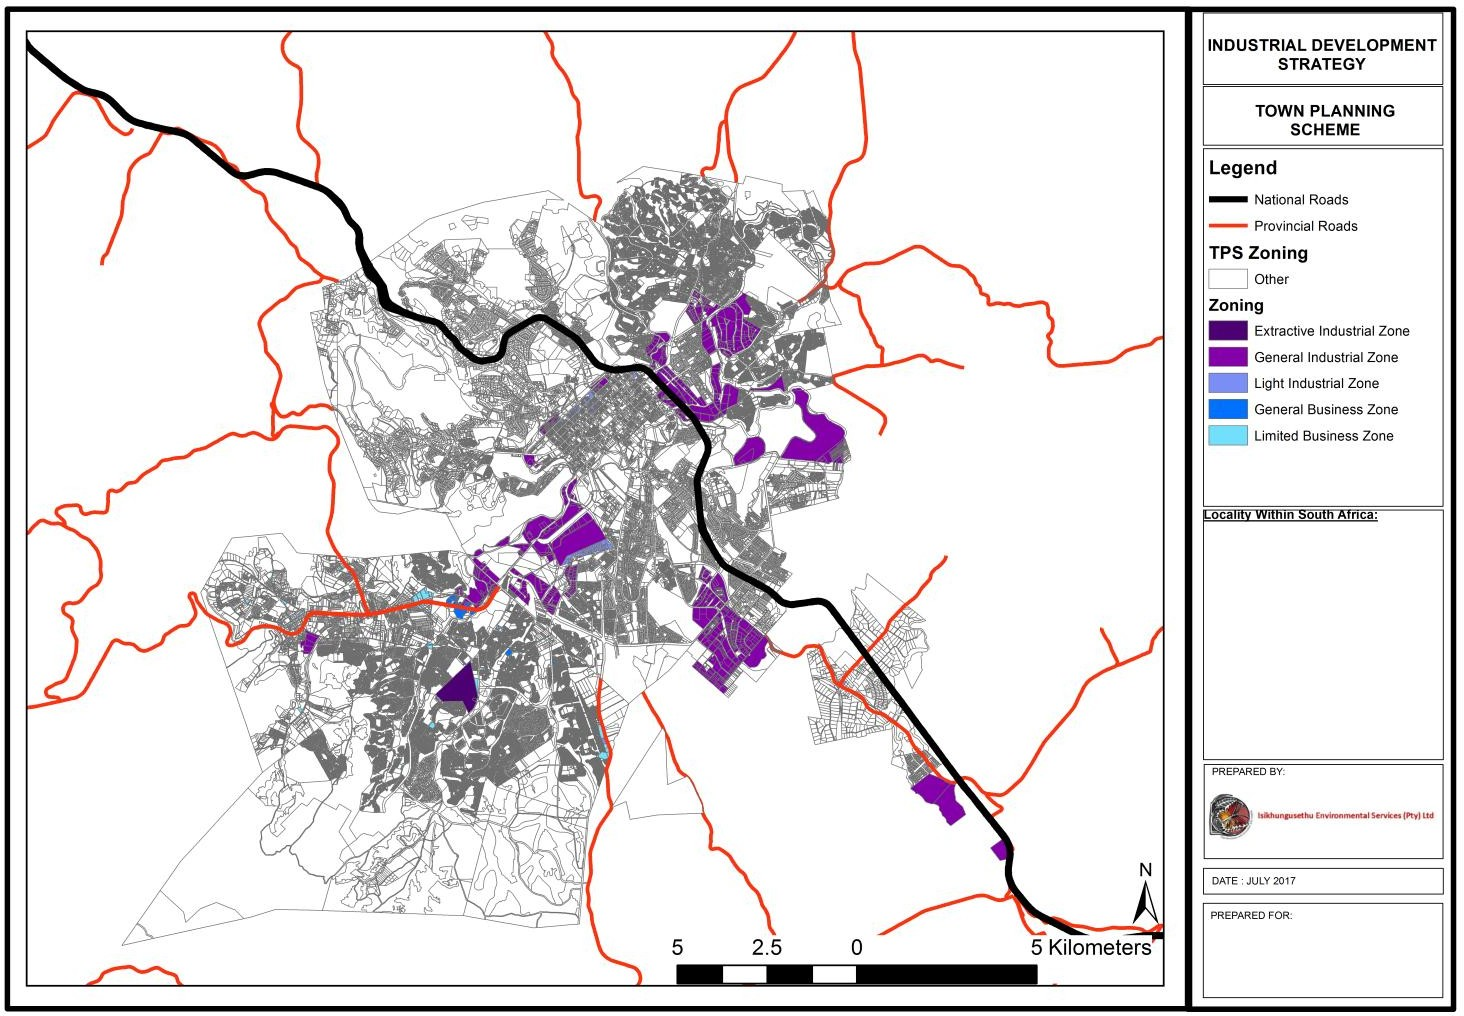 INDUSTRIAL DEVELOPMENT
STRATEGY
TOWN PLANNING
SCHEME
Legend
National Roads
Provincial Roads
TPS Zoning
Other
Zoning
Extractive Industrial Zone
General Industrial Zone
Light Industrial Zone
General Business Zone
Limited Business Zone
Locality Within South Africa:
PREPARED BY:
Isikhungusethu Environmental Services (Pty) Ltd
DATE : JULY 2017
PREPARED FOR:
N
5 2.5 0 5 Kilometers